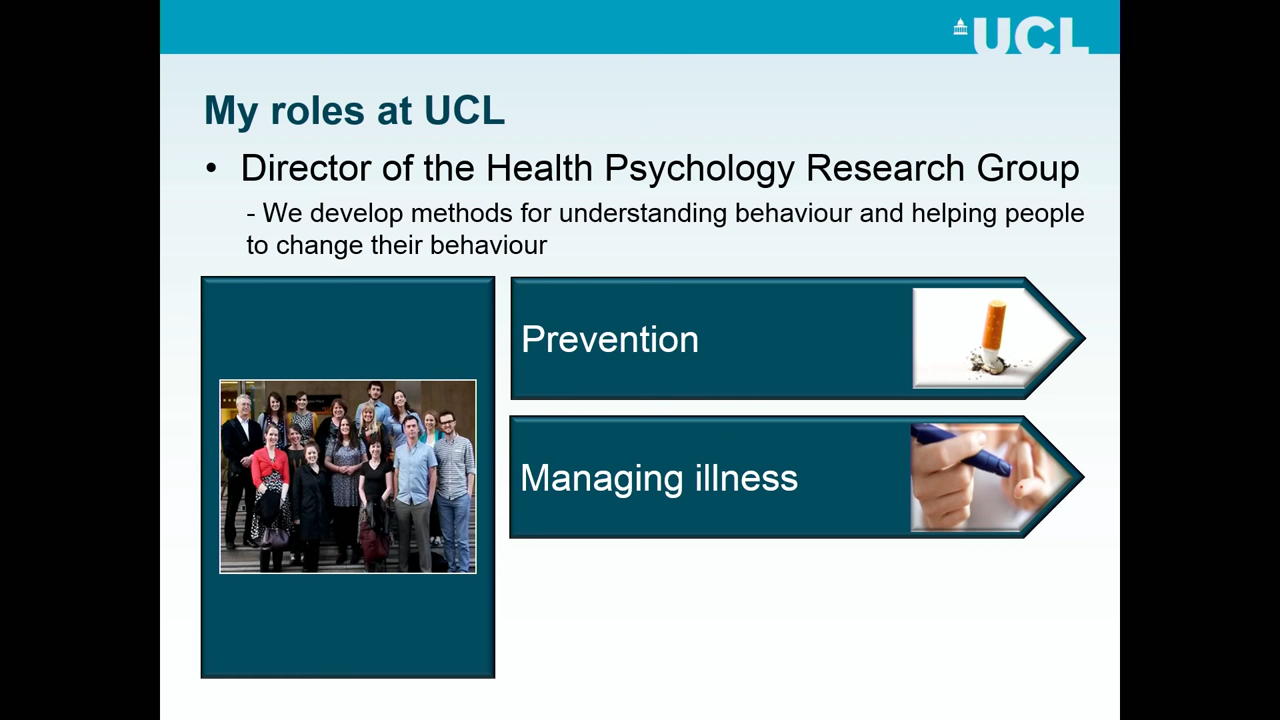 UCL
My roles at UCL
• Director of the Health Psychology Research Group
- We develop methods for understanding behaviour and helping people
to change their behaviour
Prevention
Managing illness